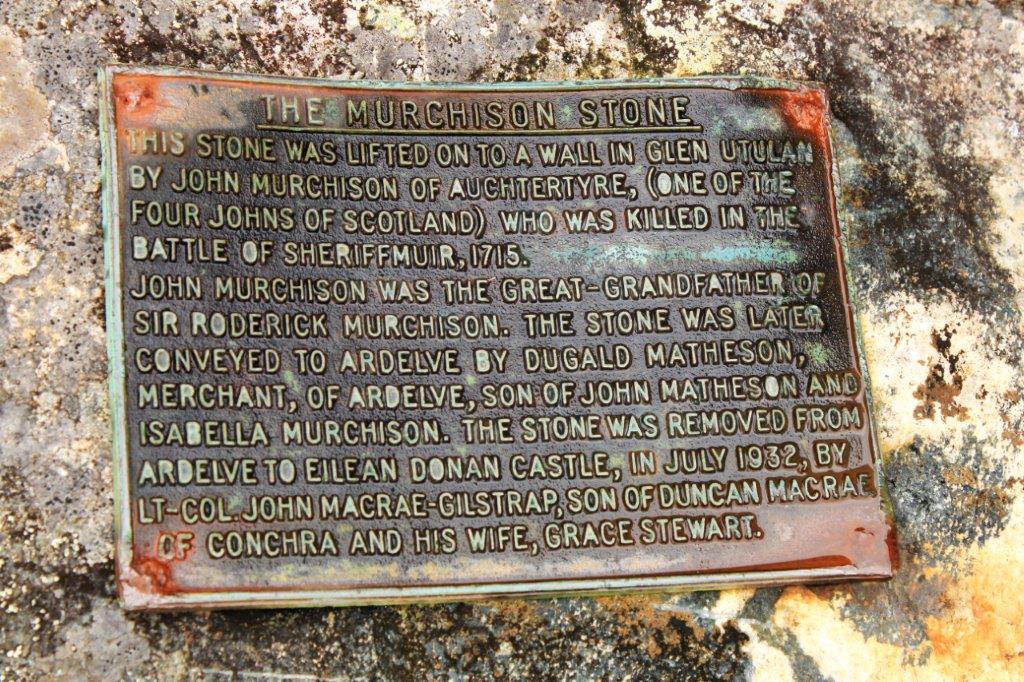 THE MURCHISON STONE
THIS STONE WAS LIFTED ON TO A WALL IN GLEN UTULAN
BY JOHN MURCHISON OF AUCHTERTYRE, (ONE OF THE
FOUR JOHNS OF SCOTLAND) WHO WAS KILLED IN THE
BATTLE OF SHERIFFMUIR, 1715.
JOHN MURCHISON WAS THE GREAT-GRANDFATHER OF
SIR RODERICK MURCHISON. THE STONE WAS LATER
CONVEYED TO ARDELVE BY DUGALD MATHESON,
MERCHANT, OF ARDELVE, SON OF JOHN MATHESON AND
ISABELLA MURCHISON. THE STONE WAS REMOVED FROM
ARDELVE TO EILEAN DONAN CASTLE, IN JULY 1932, BY
LT-COL. JOHN MACRAE-GILSTRAP, SON OF DUNCAN MACRAE
OF CONCHRA AND HIS WIFE, GRACE STEWART.